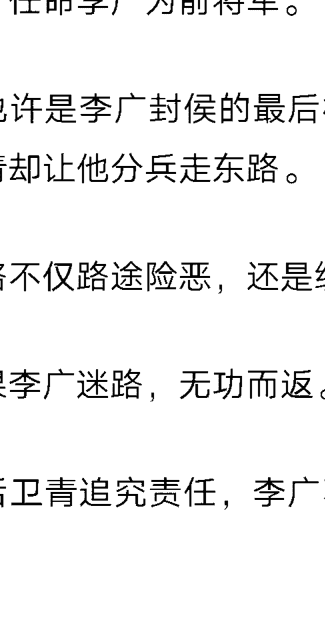 任命李广为前将军。
也许是李广封侯的最后
青却让他分兵走东路。
路不仅路途险恶，还是
果李广迷路，无功而返。
后卫青追究责任，李广